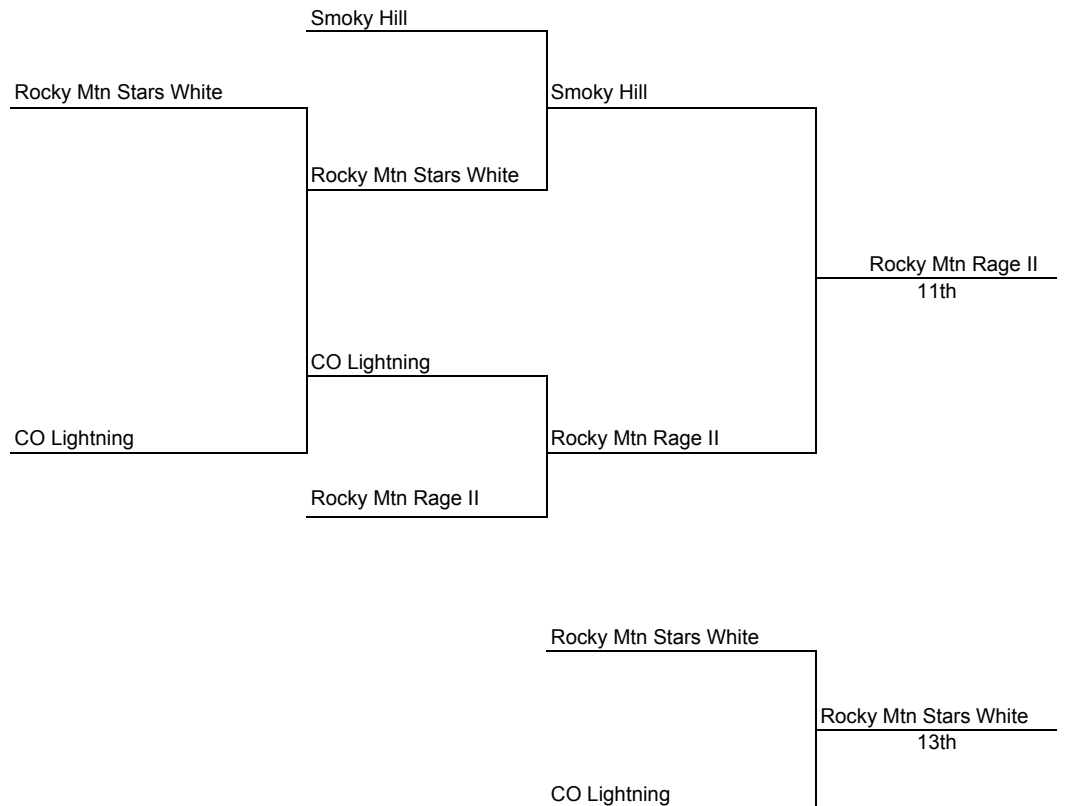 Smoky Hill
Rocky Mtn Stars White
Smoky Hill
Rocky Mtn Stars White
Rocky Mtn Rage II
11th
CO Lightning
CO Lightning
Rocky Mtn Rage II
Rocky Mtn Rage II
Rocky Mtn Stars White
Rocky Mtn Stars White
13th
CO Lightning